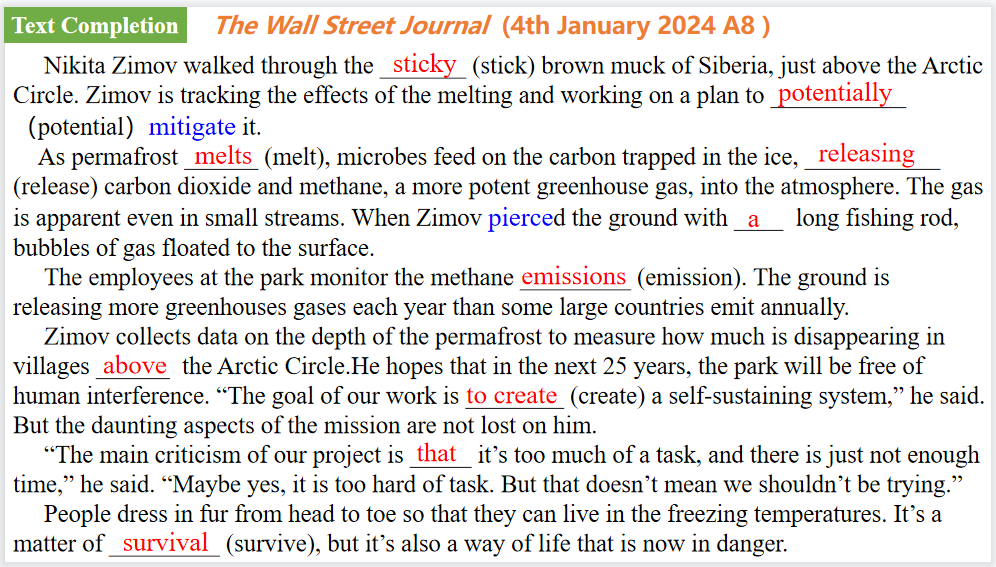 Text Completion The Wall Street Journal (4th January 2024 A8 )
Nikita Zimov walked through the sticky (stick) brown muck of Siberia, just above the Arctic
Circle. Zimov is tracking the effects of the melting and working on a plan to potentially
（potential）mitigate it.
As permafrost melts (melt), microbes feed on the carbon trapped in the ice, releasing
(release) carbon dioxide and methane, a more potent greenhouse gas, into the atmosphere. The gas
is apparent even in small streams. When Zimov pierced the ground with a long fishing rod,
bubbles of gas floated to the surface.
The employees at the park monitor the methane emissions (emission). The ground is
releasing more greenhouses gases each year than some large countries emit annually.
Zimov collects data on the depth of the permafrost to measure how much is disappearing in
villages above the Arctic Circle.He hopes that in the next 25 years, the park will be free of
human interference. “The goal of our work is to create (create) a self-sustaining system,” he said.
But the daunting aspects of the mission are not lost on him.
“The main criticism of our project is that it’s too much of a task, and there is just not enough
time,” he said. “Maybe yes, it is too hard of task. But that doesn’t mean we shouldn’t be trying.”
People dress in fur from head to toe so that they can live in the freezing temperatures. It’s a
matter of survival (survive), but it’s also a way of life that is now in danger.